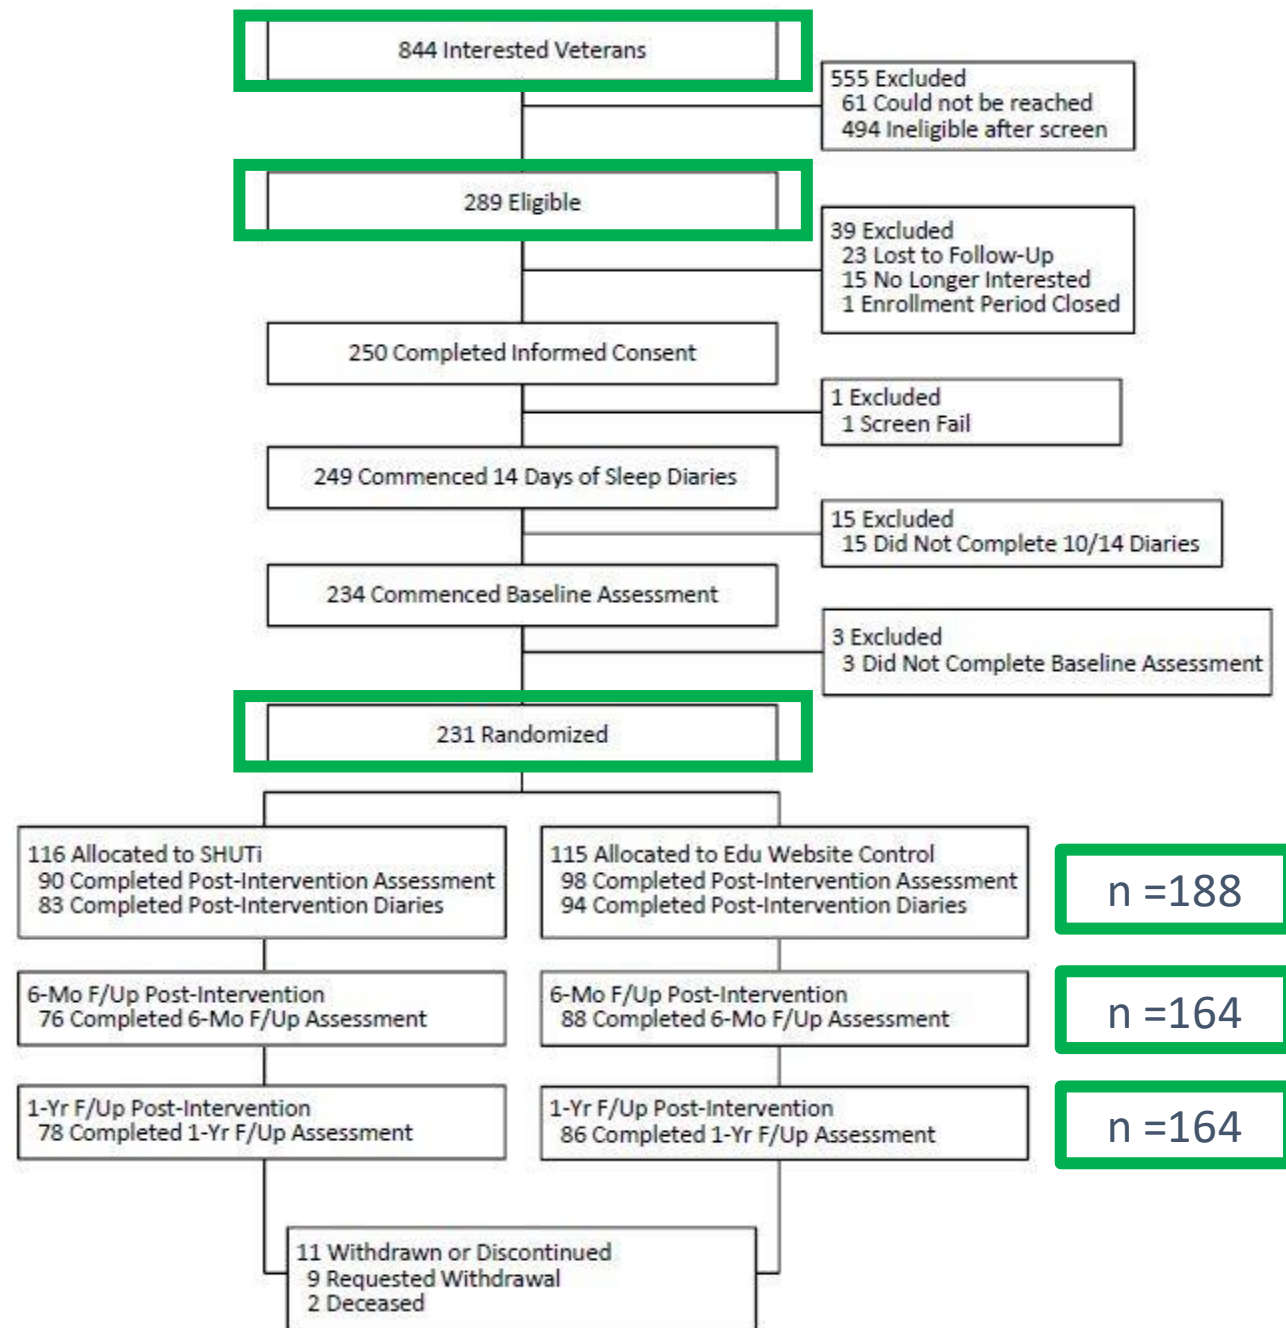 844 Interested Veterans
555 Excluded
61 Could not be reached
494 Ineligible after screen
289 Eligible
39 Excluded
23 Lost to Follow-Up
15 No Longer Interested
1 Enrollment Period Closed
250 Completed Informed Consent
1 Excluded
1 Screen Fail
249 Commenced 14 Days of Sleep Diaries
15 Excluded
15 Did Not Complete 10/14 Diaries
234 Commenced Baseline Assessment
3 Excluded
3 Did Not Complete Baseline Assessment
231 Randomized
116 Allocated to SHUTi
90 Completed Post-Intervention Assessment
83 Completed Post-Intervention Diaries
115 Allocated to Edu Website Control
98 Completed Post-Intervention Assessment
94 Completed Post-Intervention Diaries
n =188
6-Mo F/Up Post-Intervention
76 Completed 6-Mo F/Up Assessment
6-Mo F/Up Post-Intervention
88 Completed 6-Mo F/Up Assessment
n =164
1-Yr F/Up Post-Intervention
78 Completed 1-Yr F/Up Assessment
1-Yr F/Up Post-Intervention
86 Completed 1-Yr F/Up Assessment
n =164
11 Withdrawn or Discontinued
9 Requested Withdrawal
2 Deceased